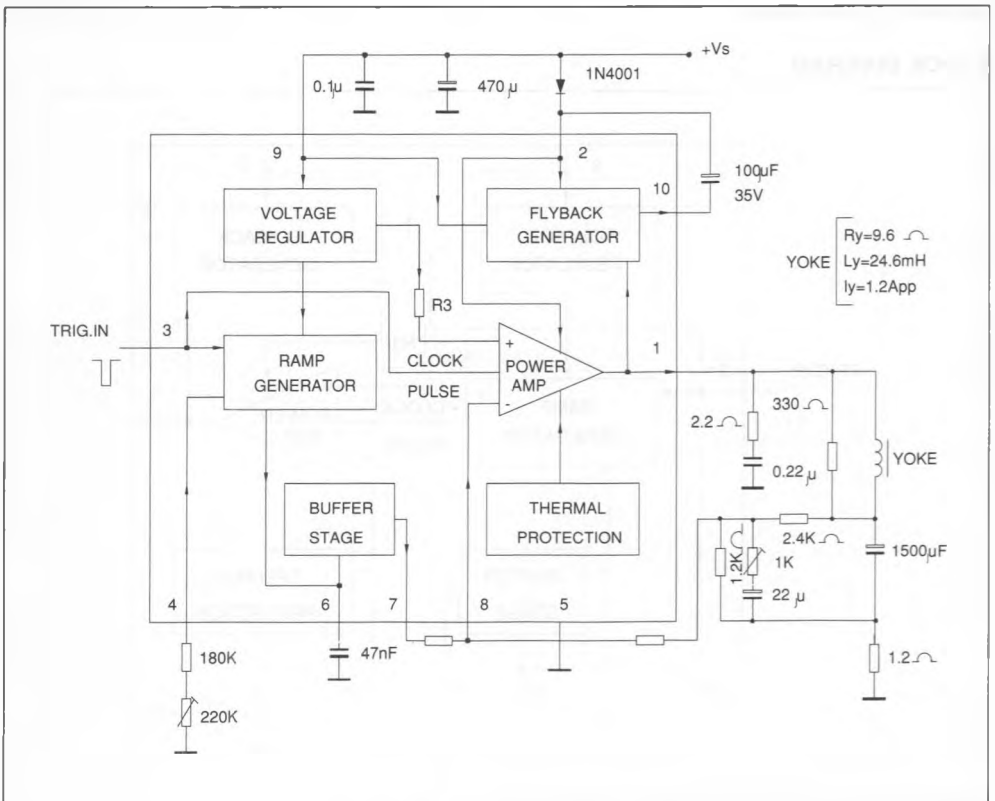 +Vs
1N4001
0.1µ
470 µ
9
2
10
100µF
35V
VOLTAGE
REGULATOR
FLYBACK
GENERATOR
YOKE
Ry=9.6
Ly=24.6mH
Iy=1.2App
R3
TRIG.IN
3
1
RAMP
GENERATOR
CLOCK
PULSE
+
POWER
AMP
-
330
2.2
0.22 µ
YOKE
BUFFER
STAGE
THERMAL
PROTECTION
2.4K
1.2K
1K
22 µ
1500µF
4
6
7
8
5
180K
47nF
1.2
220K